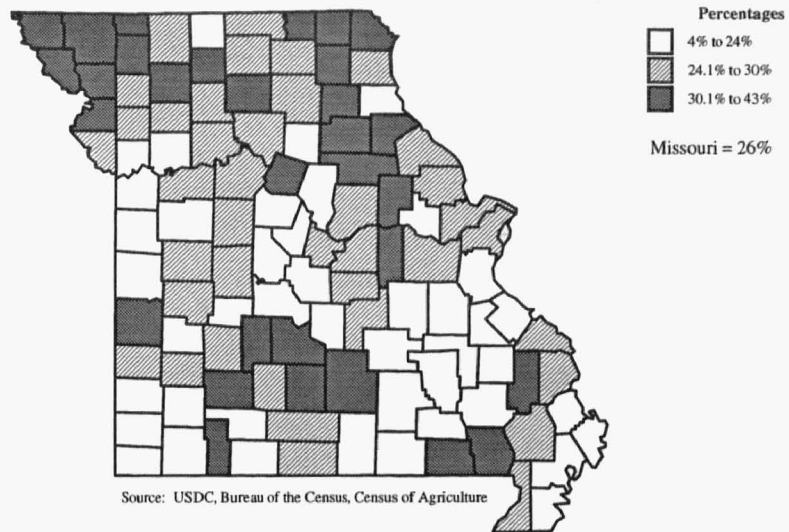 Percentages
4% to 24%
24.1% to 30%
30.1% to 43%
Missouri = 26%
Source: USDC, Bureau of the Census, Census of Agriculture